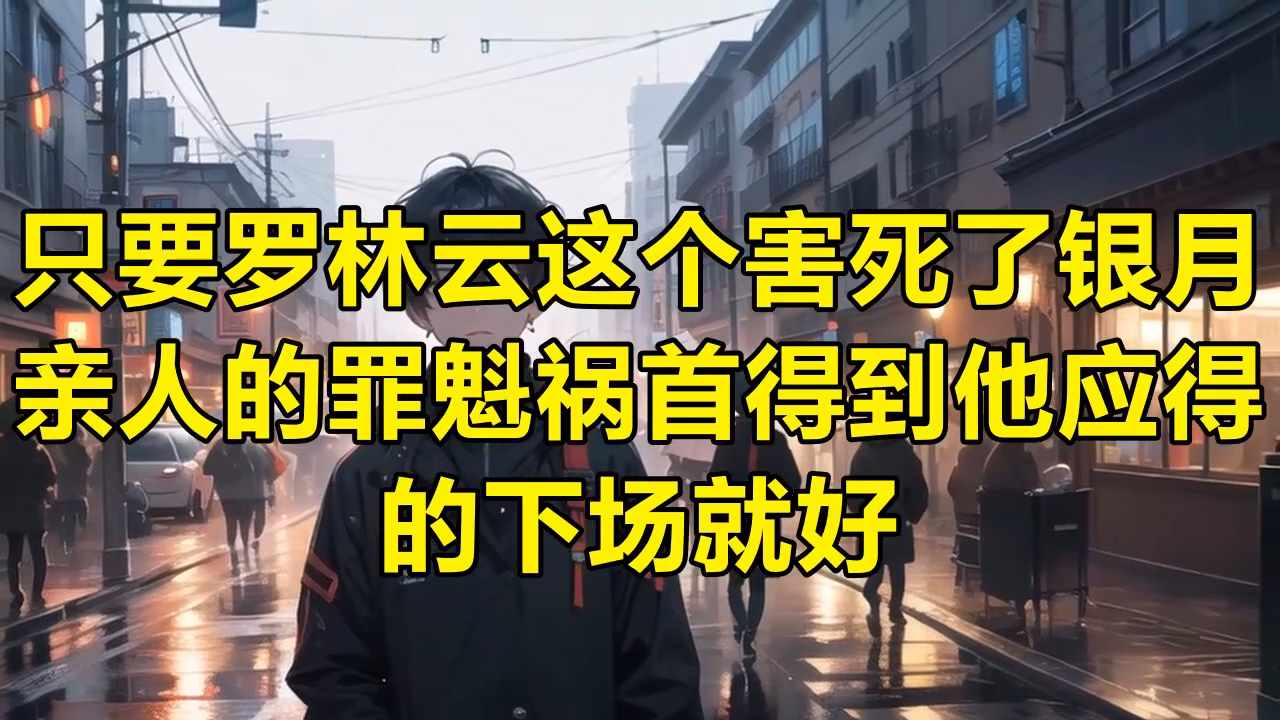 只要罗林云这个害死了银月
亲人的罪魁祸首得到他应得
的下场就好